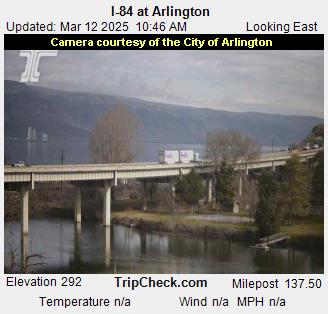 I-84 at Arlington
Updated: Mar 12 2025 10:46 AM Looking East
Camera courtesy of the City of Arlington
Elevation 292 TripCheck.com Milepost 137.50
Temperature n/a Wind n/a MPH n/a